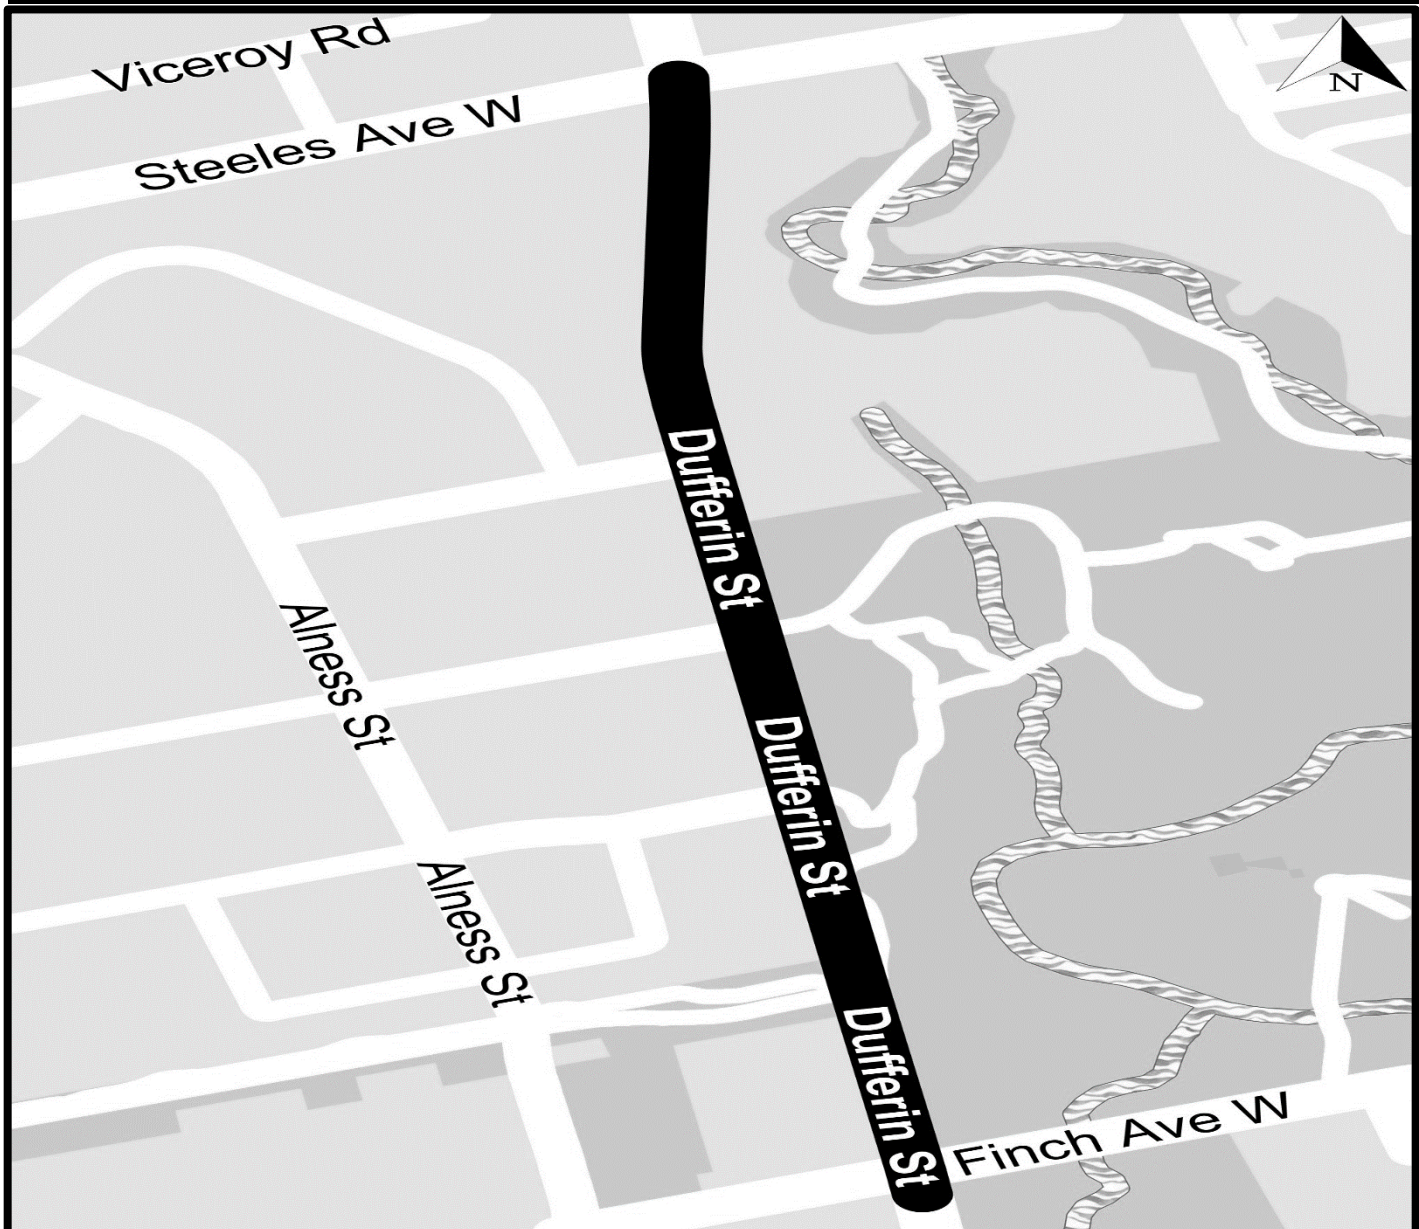 Viceroy Rd
N
Steeles Ave W
Dufferin St
Alness St
Dufferin St
Alness St
Dufferin St
Finch Ave W